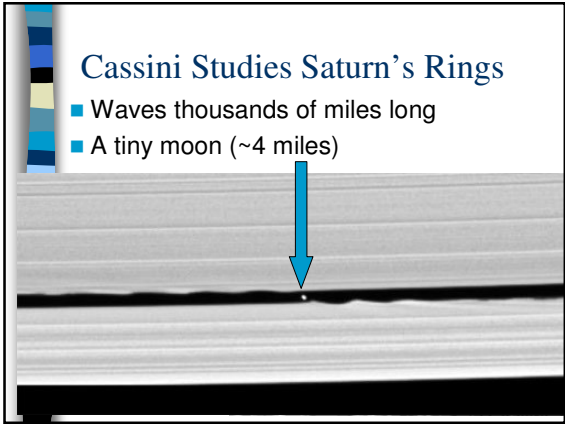 Cassini Studies Saturn's Rings
Waves thousands of miles long
A tiny moon (~4 miles)